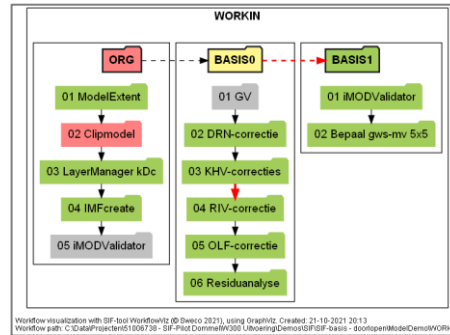 WORKIN
ORG
BASIS0
BASIS1
01 ModelExtent
02 Clipmodel
03 LayerManager kDc
04 IMFcreate
05 iMODValidator
01 GV
02 DRN-correctie
03 KHV-correcties
04 RIV-correctie
05 OLF-correctie
06 Residuanalyse
01 iMODValidator
02 Bepaal gws-mv 5x5
Workflow visualization with SIF-tool WorkflowViz (© Sweco 2021), using GraphViz. Created: 21-10-2021 20:13
Workflow path: C:\Data\Projecten\51006738 - SIF-Pilot Dommel\W300 Uitvoering\Demos\SIF\SIF-basis - doorlopen\ModelDemo\WORK